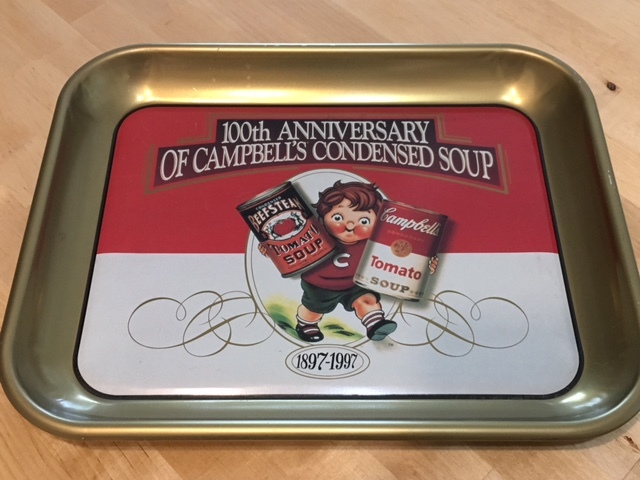 100th ANNIVERSARY
OF CAMPBELL'S CONDENSED SOUP
BEEFSTEAK
TOMATO
SOUP
Campbell's
C
Tomato
SOUP
1897-1997